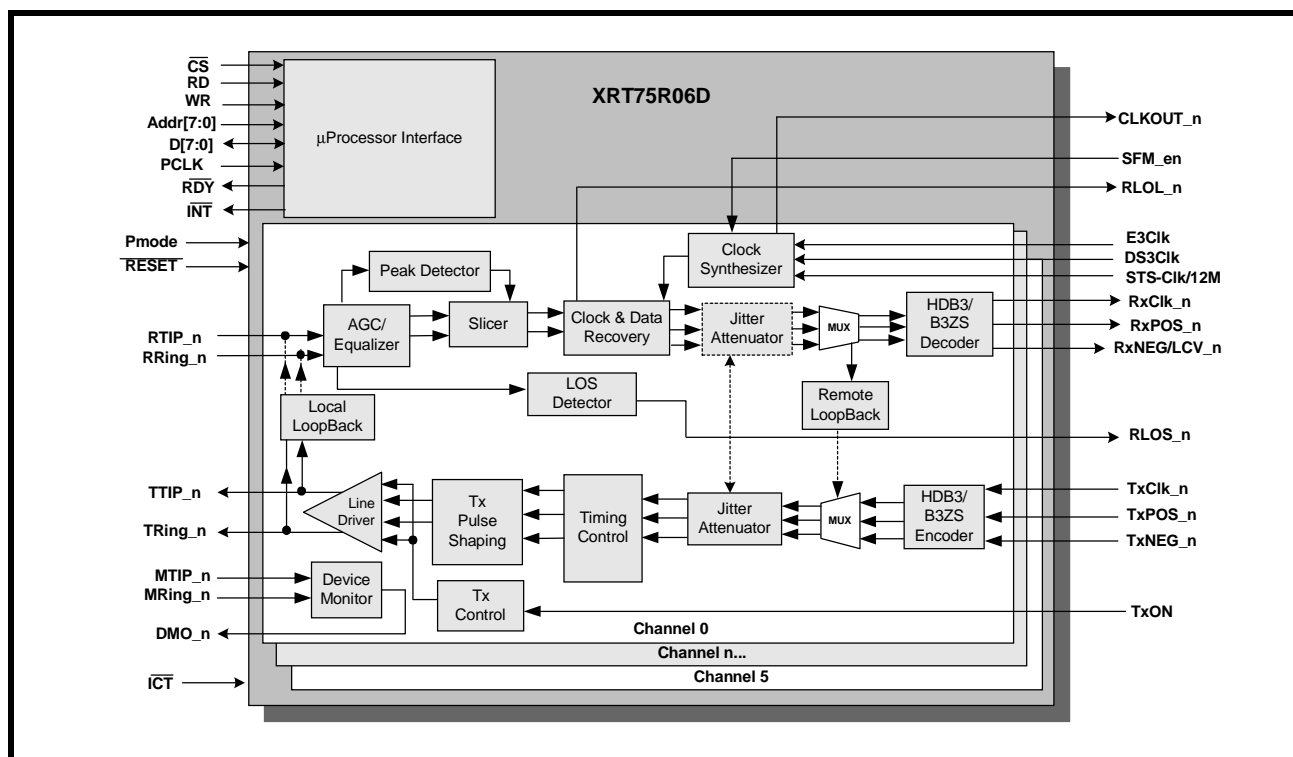 XRT75R06D
CS
RD
WR
Addr[7:0]
D[7:0]
PCLK
RDY
INT
Pmode
RESET
µProcessor Interface
CLKOUT_n
SFM_en
RLOL_n
E3Clk
DS3Clk
STS-Clk/12M
Clock
Synthesizer
Peak Detector
RTIP_n
RRing_n
AGC/
Equalizer
Slicer
Clock & Data
Recovery
Jitter
Attenuator
MUX
HDB3/
B3ZS
Decoder
RxClk_n
RxPOS_n
RxNEG/LCV_n
LOS
Detector
Remote
LoopBack
Local
LoopBack
RLOS_n
TTIP_n
TRing_n
Line
Driver
Tx
Pulse
Shaping
Timing
Control
Jitter
Attenuator
MUX
HDB3/
B3ZS
Encoder
TxClk_n
TxPOS_n
TxNEG_n
MTIP_n
MRing_n
DMO_n
Device
Monitor
Tx
Control
TxON
Channel 0
Channel n...
Channel 5
ICT